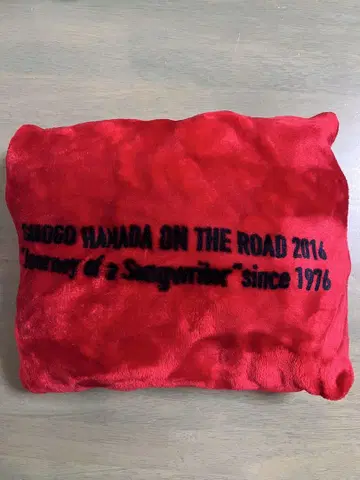 SHOGO HAMADA ON THE ROAD 2016
"Journey of a Songwriter" since 1976